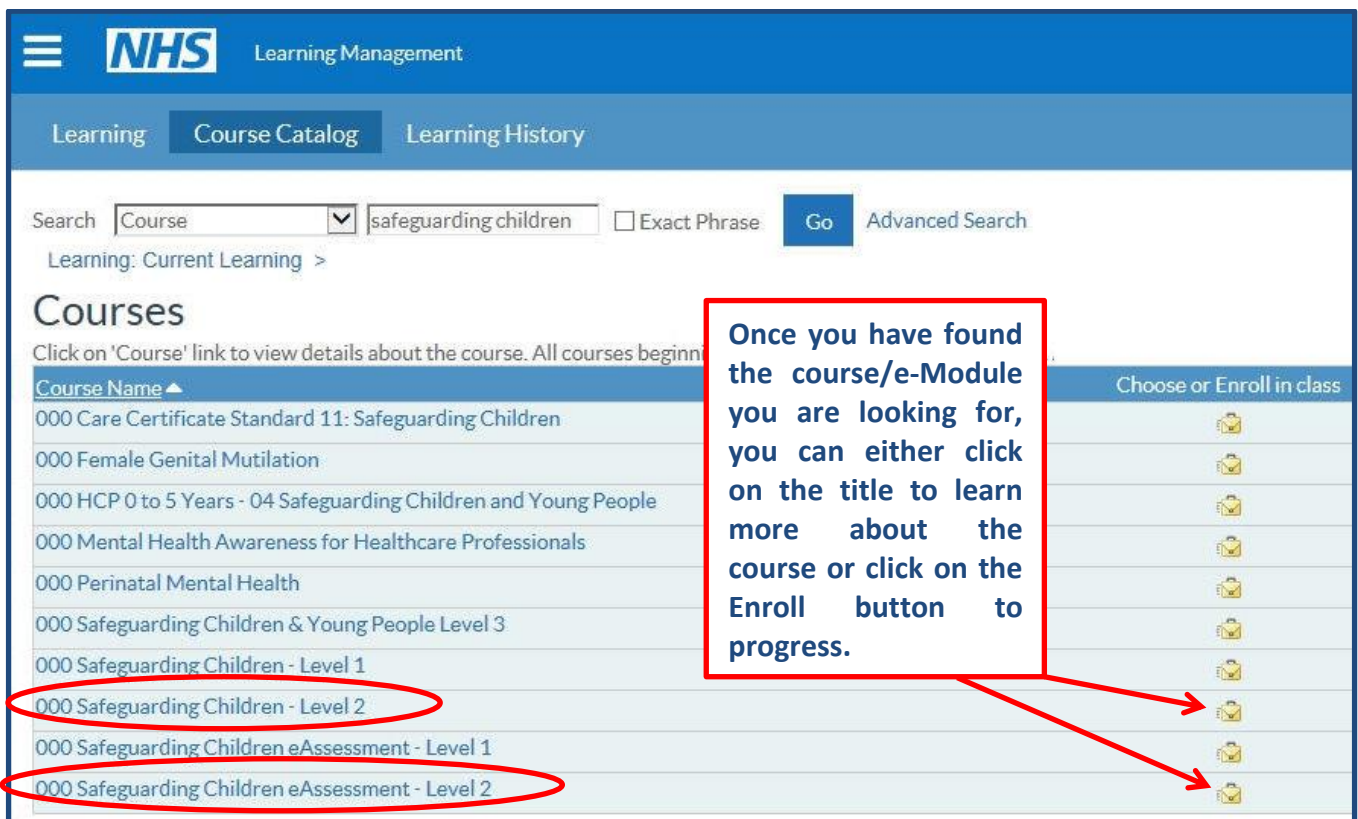 NHS Learning Management
Learning Course Catalog Learning History
Search Course safeguarding children Exact Phrase Go Advanced Search
Learning: Current Learning >
Courses
Click on 'Course' link to view details about the course. All courses
Course Name
Choose or Enroll in class
000 Care Certificate Standard 11: Safeguarding Children
000 Female Genital Mutilation
000 HCP 0 to 5 Years - 04 Safeguarding Children and Young People
000 Mental Health Awareness for Healthcare Professionals
000 Perinatal Mental Health
000 Safeguarding Children & Young People Level 3
000 Safeguarding Children - Level 1
000 Safeguarding Children - Level 2
000 Safeguarding Children eAssessment - Level 1
000 Safeguarding Children eAssessment - Level 2
Once you have found
the course/e-Module
you are looking for,
you can either click
on the title to learn
more about the
course or click on the
Enroll button to
progress.